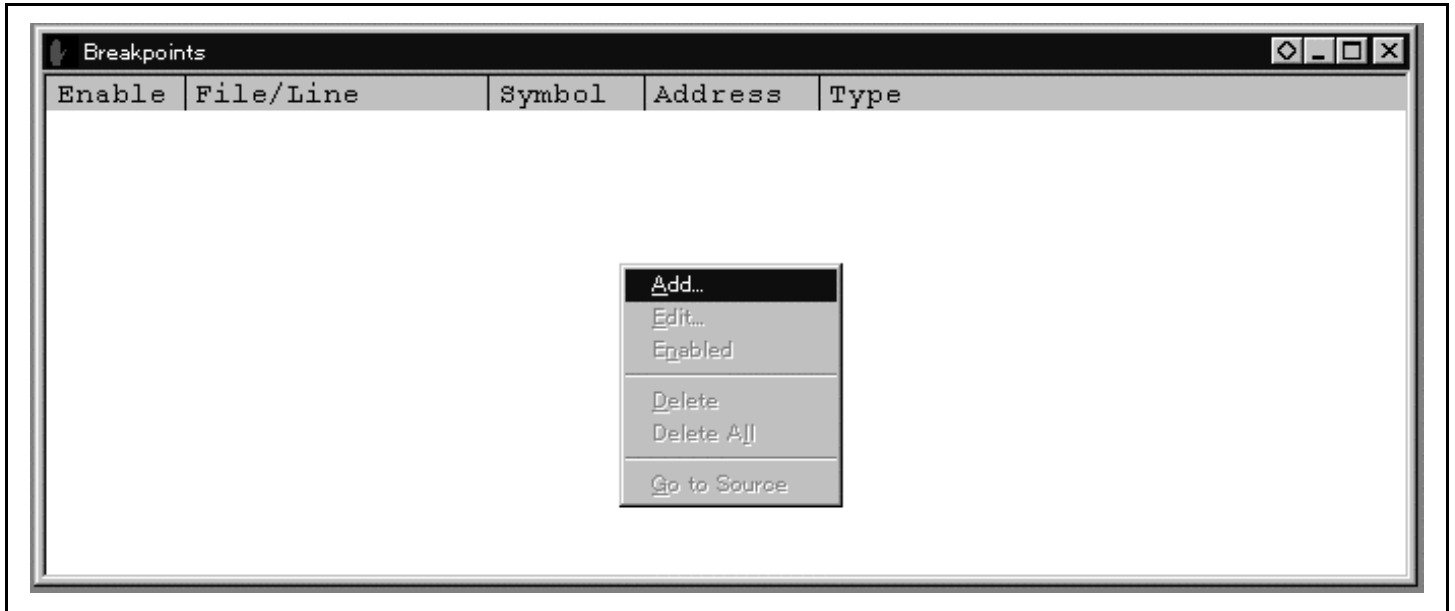 Breakpoints
Enable File/Line Symbol Address Type
Add...
Edit...
Enabled
Delete
Delete All
Go to Source